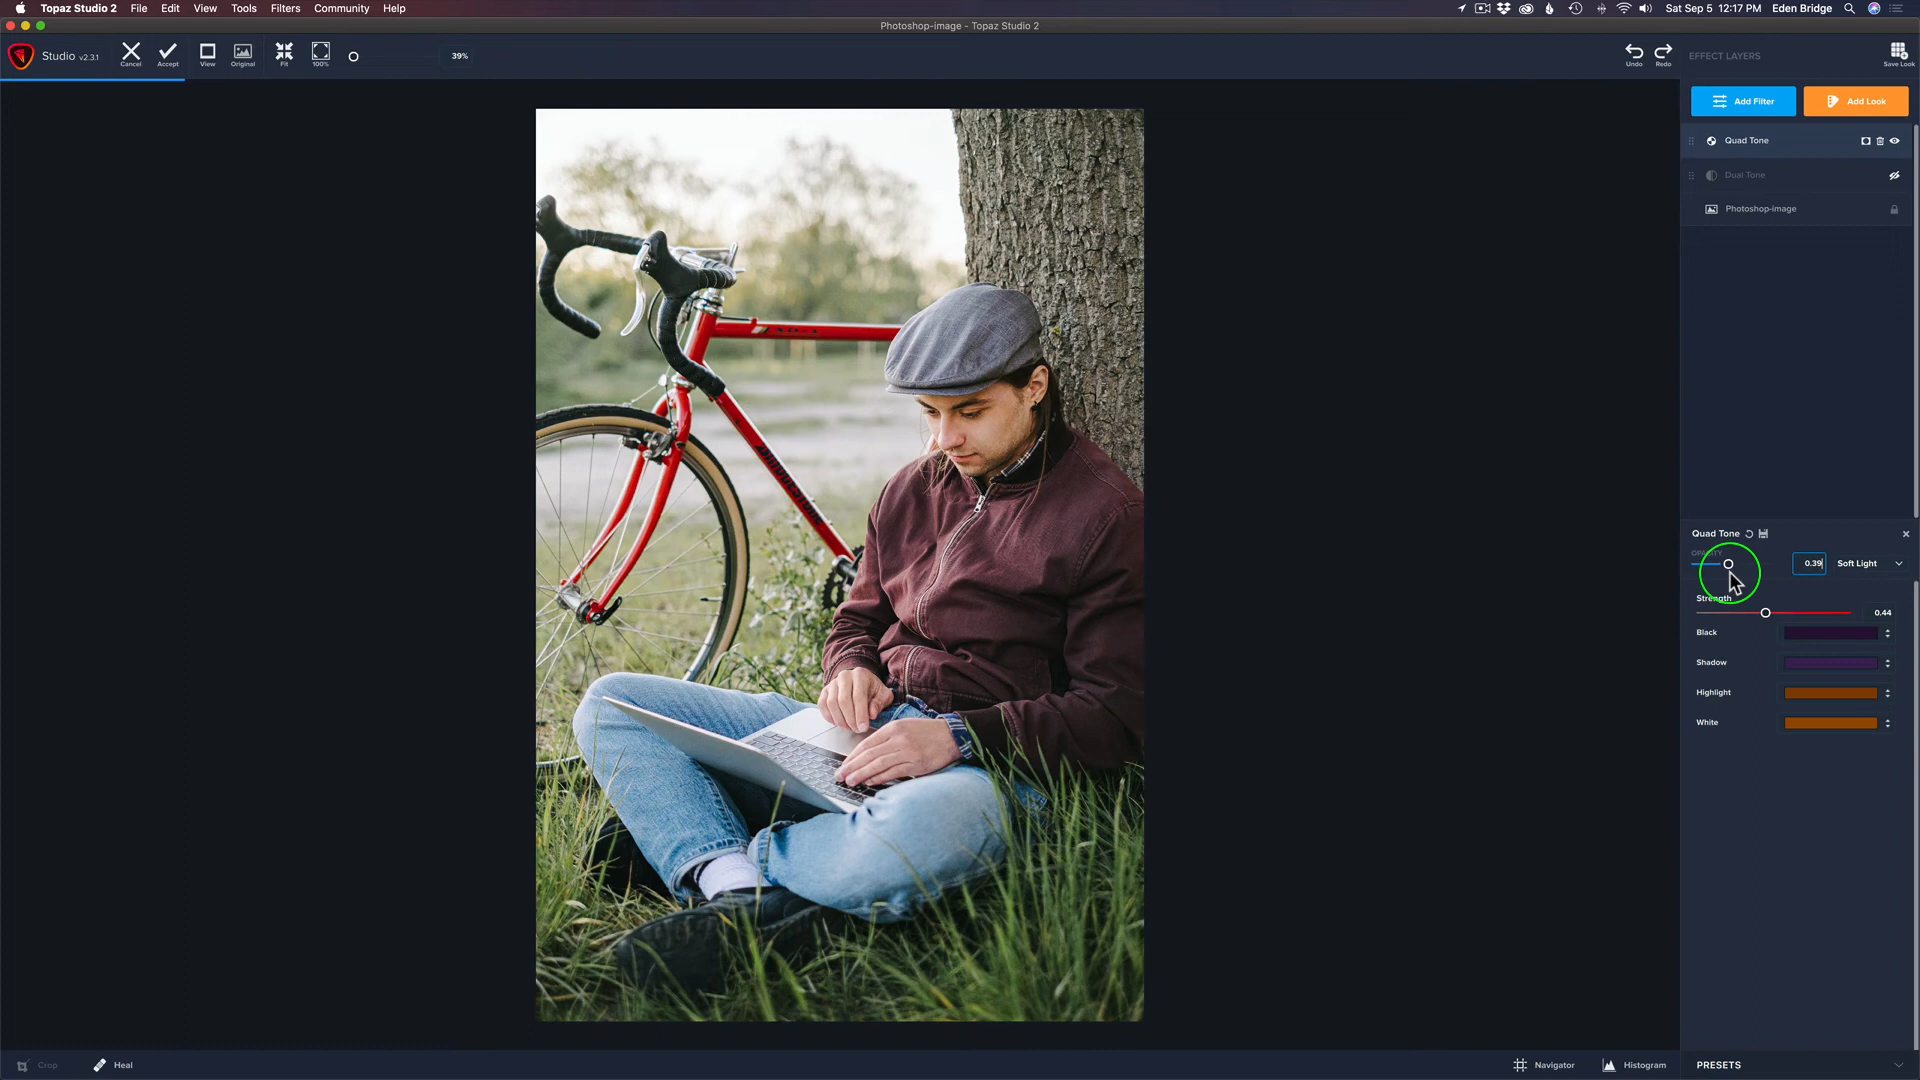 Topaz Studio 2 File Edit View Tools Filters Community Help Sat Sep 5 12:17 PM Eden Bridge
Photoshop-image - Topaz Studio 2
Studio v2.3.1 Cancel Accept View Original Fit 100% 39% Undo Redo EFFECT LAYERS Save Look
Add Filter Add Look
Quad Tone
Dual Tone
Photoshop-image
BRIDGESTONE
Quad Tone
OPACITY
0.39 Soft Light
Strength
0.44
Black
Shadow
Highlight
White
Crop Heal Navigator Histogram PRESETS